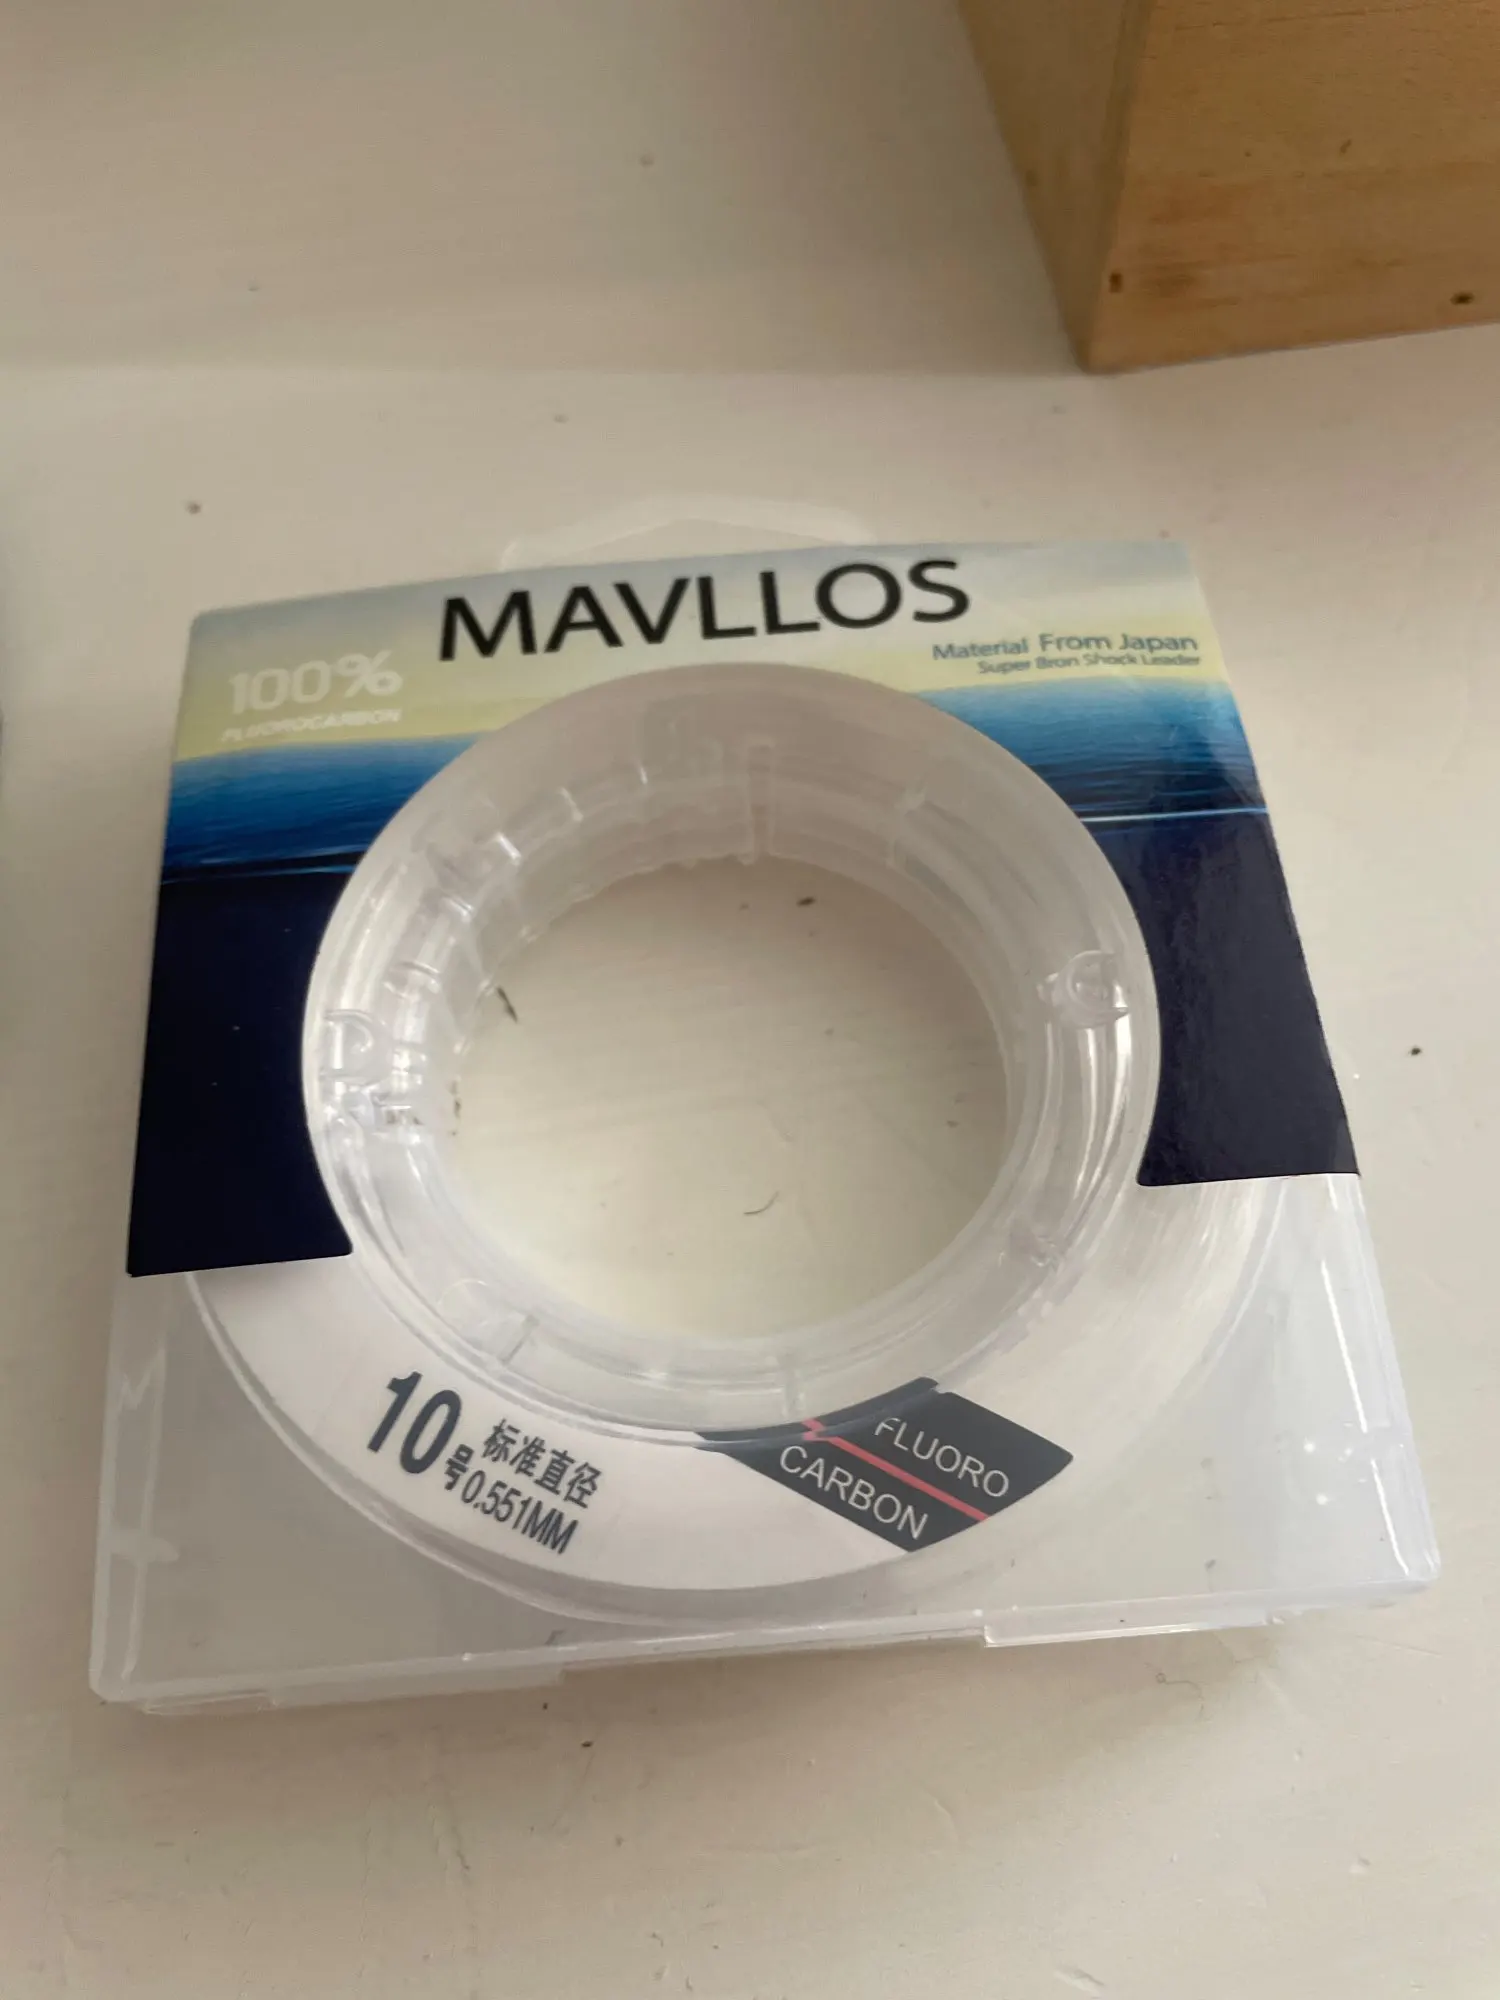 MAVLLOS
100%
FLUOROCARBON
Material From Japan
Super Bron Shock Leader
10号
标准直径
0.551MM
FLUORO
CARBON